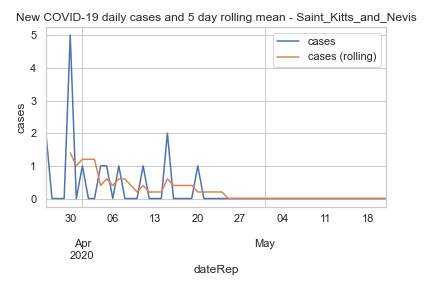 New COVID-19 daily cases and 5 day rolling mean - Saint_Kitts_and_Nevis
cases
cases (rolling)
cases
5
4
3
2
1
0
30 06 13 20 27 04 11 18
Apr May
2020
dateRep